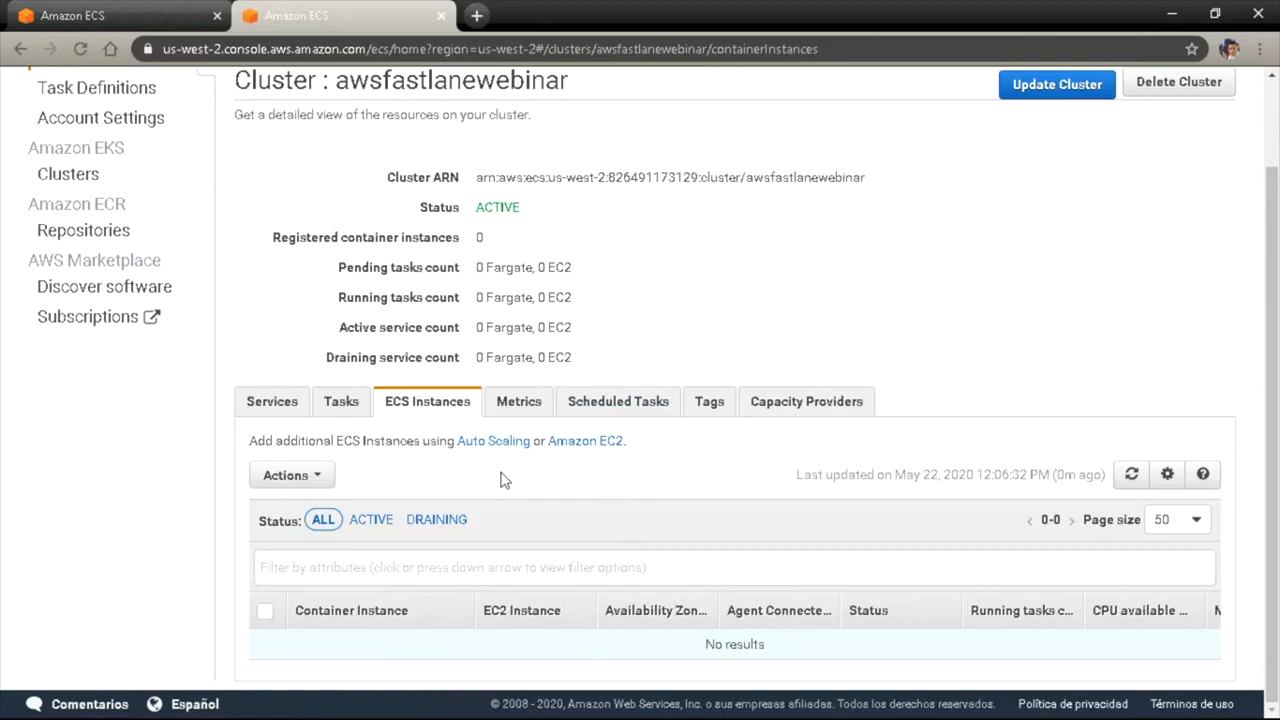 Amazon ECS
Amazon ECS
us-west-2.console.aws.amazon.com/ecs/home?region=us-west-2#/clusters/awsfastlanewebinar/containerInstances
Task Definitions
Account Settings
Amazon EKS
Clusters
Amazon ECR
Repositories
AWS Marketplace
Discover software
Subscriptions
Cluster : awsfastlanewebinar
Update Cluster
Delete Cluster
Get a detailed view of the resources on your cluster.
Cluster ARN arn:aws:ecs:us-west-2:826491173129:cluster/awsfastlanewebinar
Status ACTIVE
Registered container instances 0
Pending tasks count 0 Fargate, 0 EC2
Running tasks count 0 Fargate, 0 EC2
Active service count 0 Fargate, 0 EC2
Draining service count 0 Fargate, 0 EC2
Services Tasks ECS Instances Metrics Scheduled Tasks Tags Capacity Providers
Add additional ECS Instances using Auto Scaling or Amazon EC2.
Actions
Last updated on May 22, 2020 12:06:32 PM (0m ago)
Status: ALL ACTIVE DRAINING
< 0-0 > Page size 50
Filter by attributes (click or press down arrow to view filter options)
Container Instance EC2 Instance Availability Zon... Agent Connecte... Status Running tasks c... CPU available ... M
No results
Comentarios Español © 2008 - 2020, Amazon Web Services, Inc. o sus empresas afiliadas. Todos los derechos reservados. Política de privacidad Términos de uso